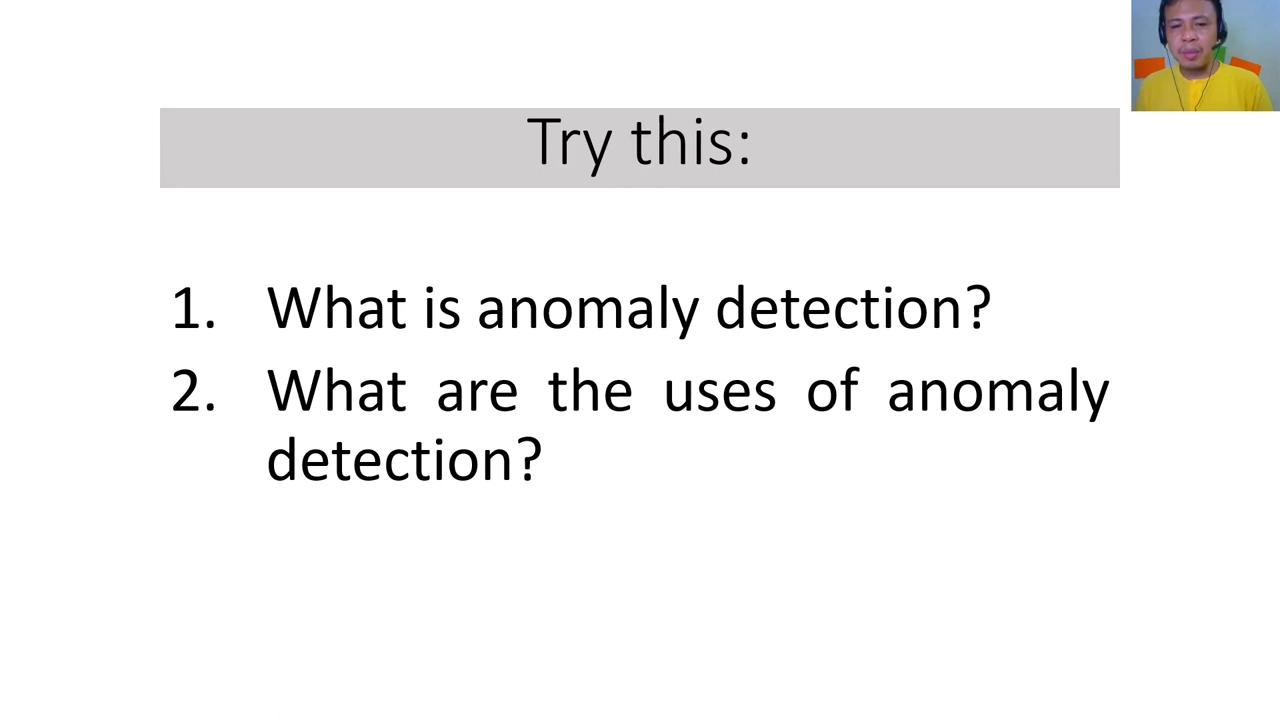 Try this:
1. What is anomaly detection?
2. What are the uses of anomaly
detection?